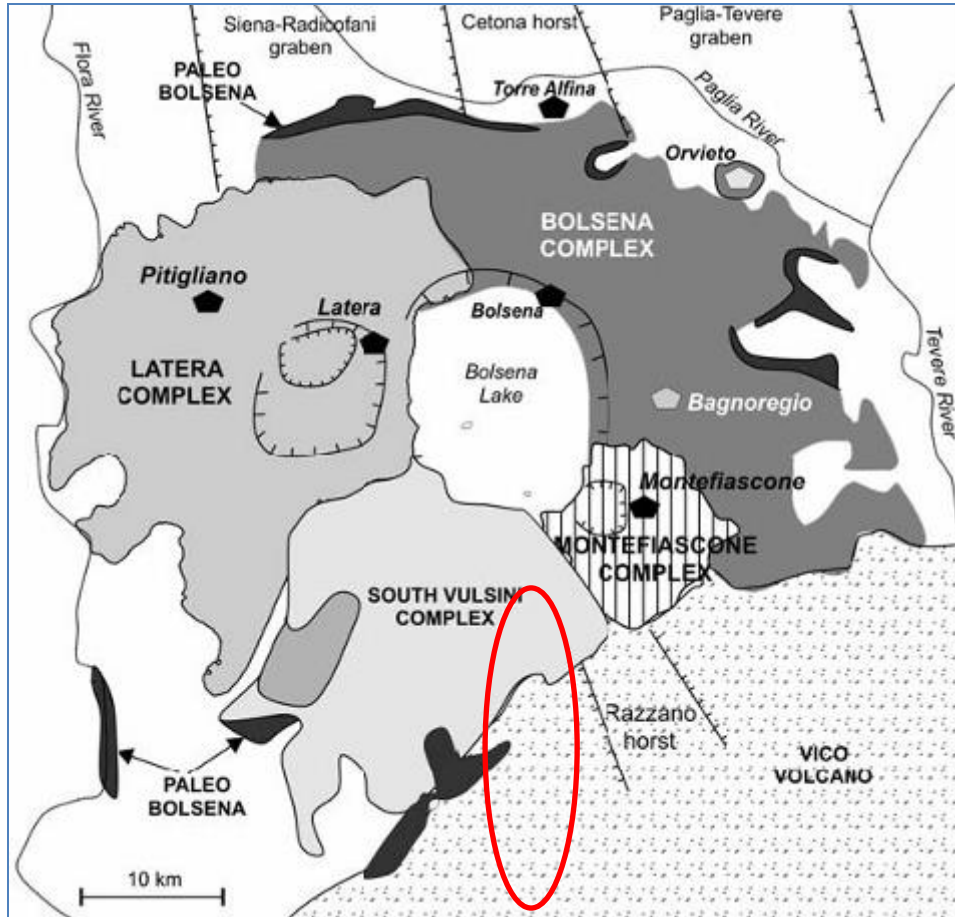 Siena-Radicofani
graben
Cetona horst
Paglia-Tevere
graben
Flora River
PALEO
BOLSENA
Torre Alfina
Paglia River
Orvieto
BOLSENA
COMPLEX
Pitigliano
Latera
Bolsena
LATERA
COMPLEX
Bolsena
Lake
Bagnoregio
Tevere River
Montefiascone
MONTEFIASCONE
COMPLEX
SOUTH VULSINI
COMPLEX
Razzano
horst
VICO
VOLCANO
PALEO
BOLSENA
10 km